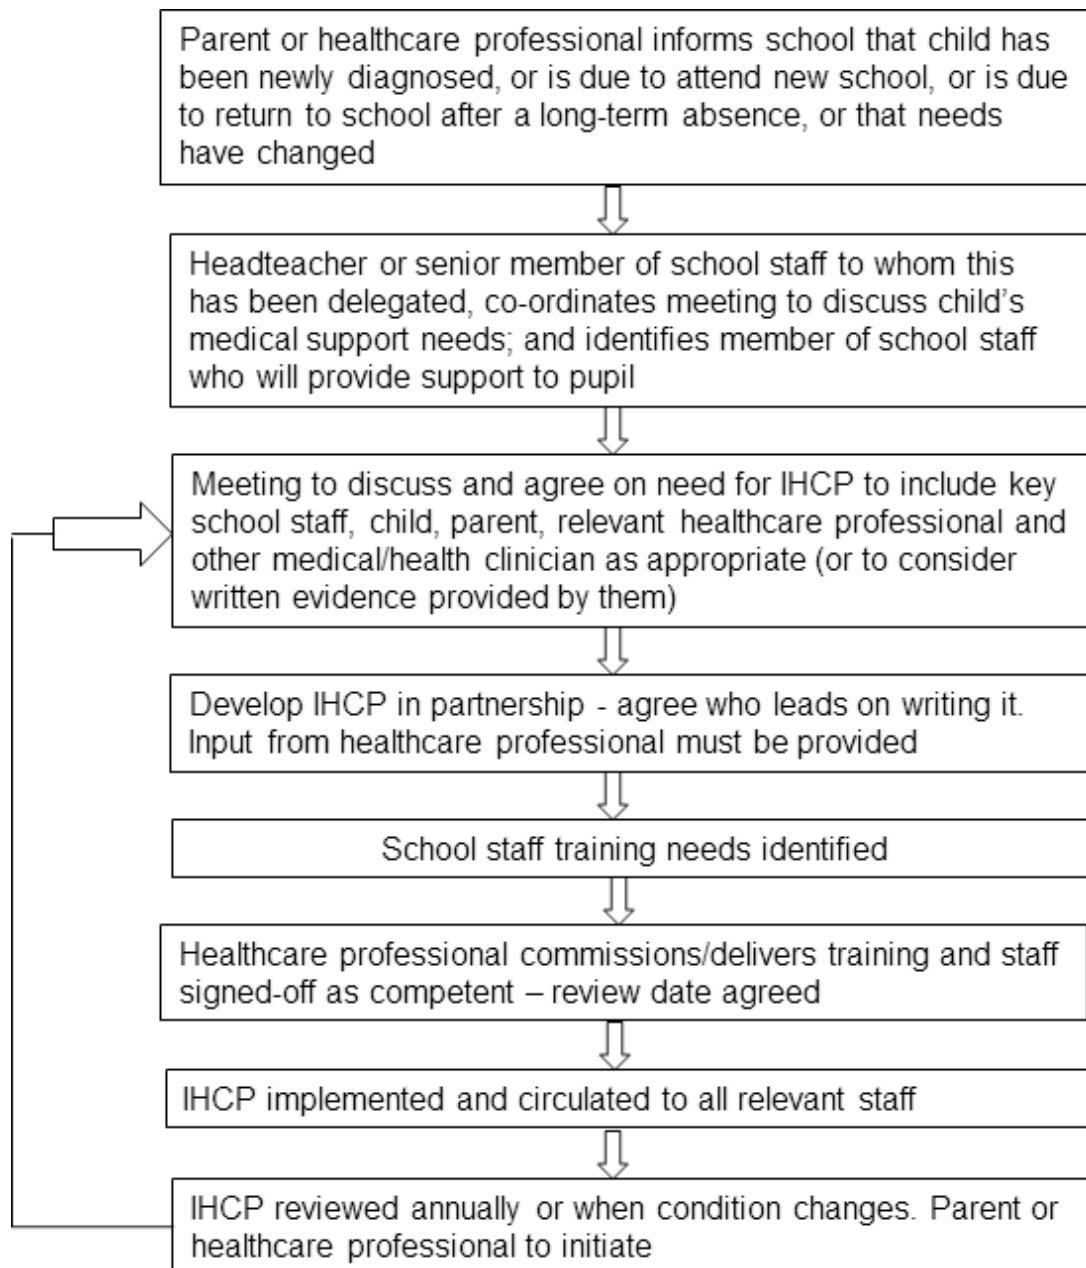 Parent or healthcare professional informs school that child has
been newly diagnosed, or is due to attend new school, or is due
to return to school after a long-term absence, or that needs
have changed
Headteacher or senior member of school staff to whom this
has been delegated, co-ordinates meeting to discuss child's
medical support needs; and identifies member of school staff
who will provide support to pupil
Meeting to discuss and agree on need for IHCP to include key
school staff, child, parent, relevant healthcare professional and
other medical/health clinician as appropriate (or to consider
written evidence provided by them)
Develop IHCP in partnership - agree who leads on writing it.
Input from healthcare professional must be provided
School staff training needs identified
Healthcare professional commissions/delivers training and staff
signed-off as competent – review date agreed
IHCP implemented and circulated to all relevant staff
IHCP reviewed annually or when condition changes. Parent or
healthcare professional to initiate